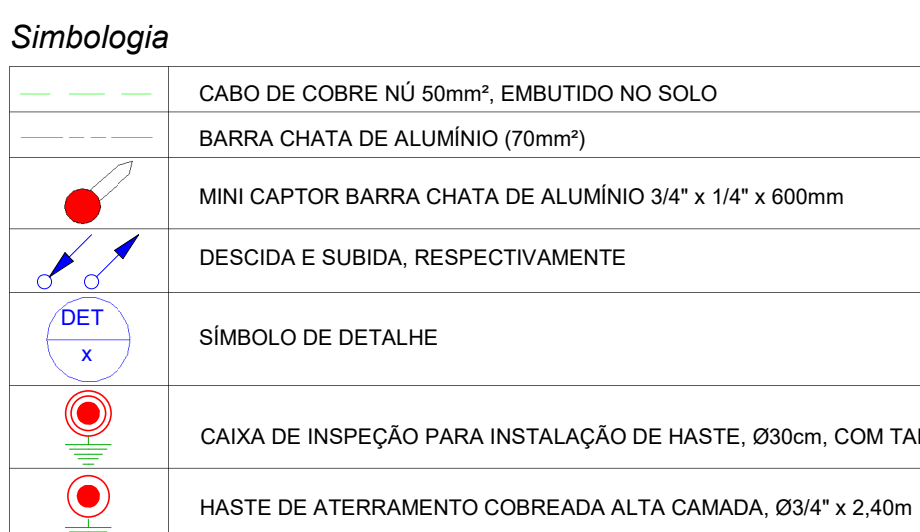 Simbologia
CABO DE COBRE NÚ 50mm², EMBUTIDO NO SOLO
BARRA CHATA DE ALUMÍNIO (70mm²)
MINI CAPTOR BARRA CHATA DE ALUMÍNIO 3/4" x 1/4" x 600mm
DESCIDA E SUBIDA, RESPECTIVAMENTE
DET
x
SÍMBOLO DE DETALHE
CAIXA DE INSPEÇÃO PARA INSTALAÇÃO DE HASTE, Ø30cm, COM
HASTE DE ATERRAMENTO COBREADA ALTA CAMADA, Ø3/4" x 2,40m